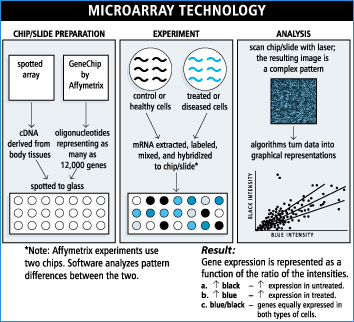 MICROARRAY TECHNOLOGY
CHIP/SLIDE PREPARATION
spotted
array
GeneChip
by
Affymetrix
cDNA
derived from
body tissues
oligonucleotides
representing as
many as
12,000 genes
spotted to glass
EXPERIMENT
control or
healthy cells
treated or
diseased cells
mRNA extracted, labeled,
mixed, and hybridized
to chip/slide*
ANALYSIS
scan chip/slide with laser;
the resulting image is
a complex pattern
algorithms turn data into
graphical representations
BLACK INTENSITY
BLUE INTENSITY
*Note: Affymetrix experiments use
two chips. Software analyzes pattern
differences between the two.
Result:
Gene expression is represented as a
function of the ratio of the intensities.
a. ↑ black – ↑ expression in untreated.
b. ↑ blue – ↑ expression in treated.
c. blue/black – genes equally expressed in
both types of cells.